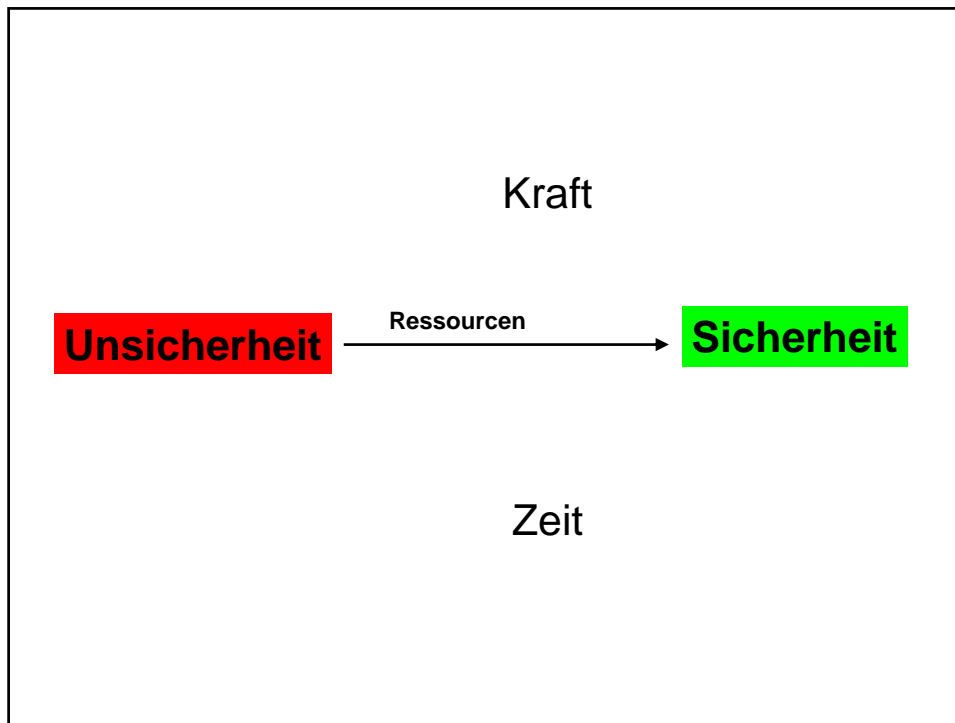 Kraft
Unsicherheit
Ressourcen
Sicherheit
Zeit